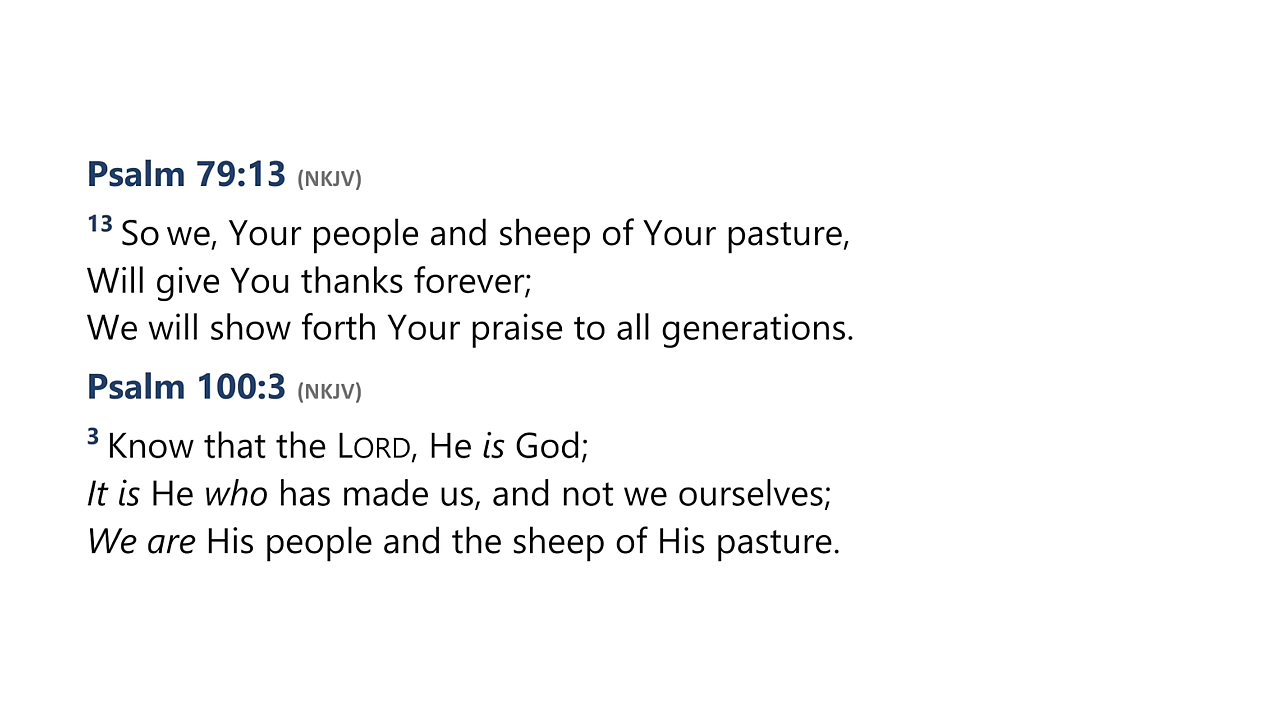 Psalm 79:13 (NKJV)
13 So we, Your people and sheep of Your pasture,
Will give You thanks forever;
We will show forth Your praise to all generations.
Psalm 100:3 (NKJV)
3 Know that the LORD, He is God;
It is He who has made us, and not we ourselves;
We are His people and the sheep of His pasture.